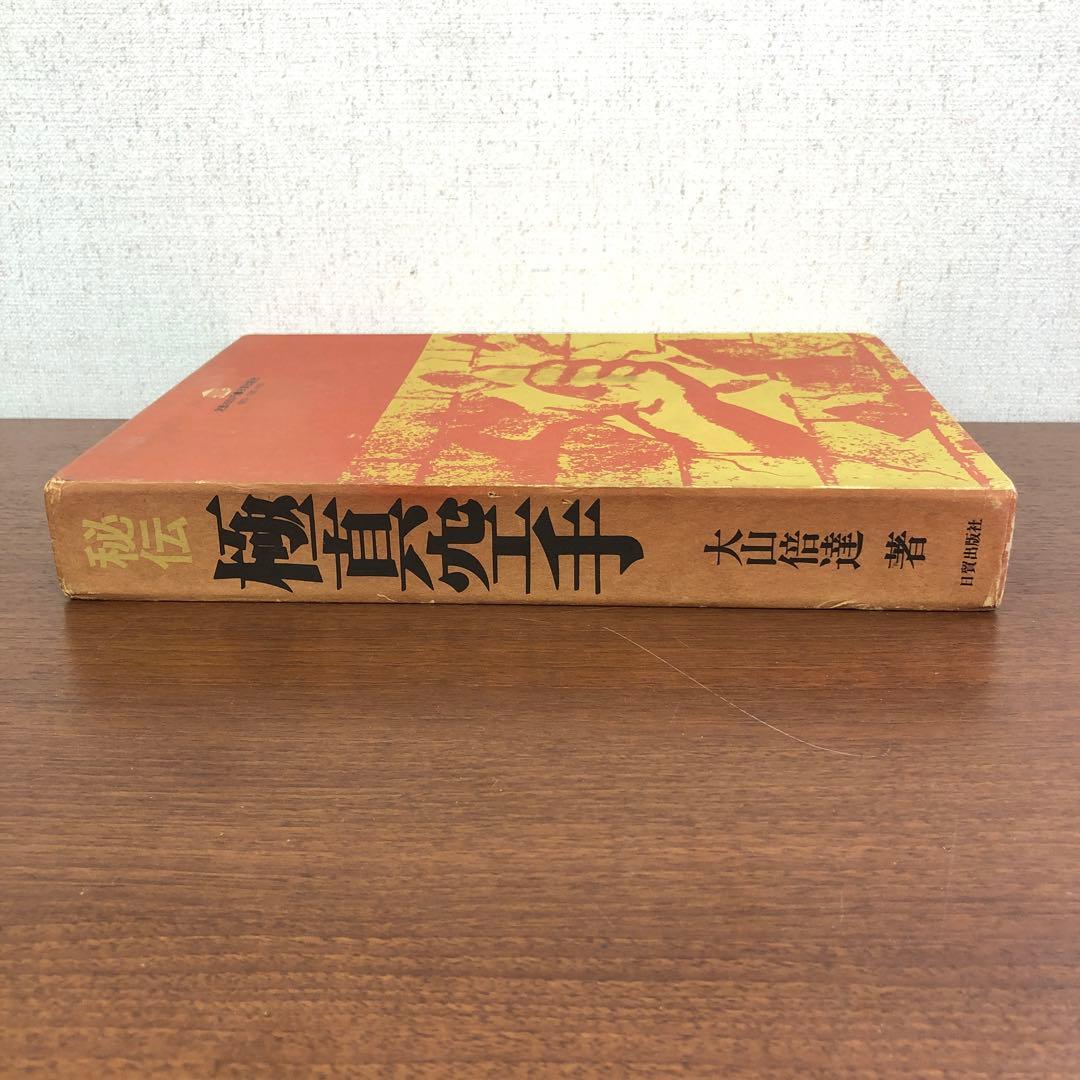 秘伝
極真空手
大山倍達 著
日貿出版社